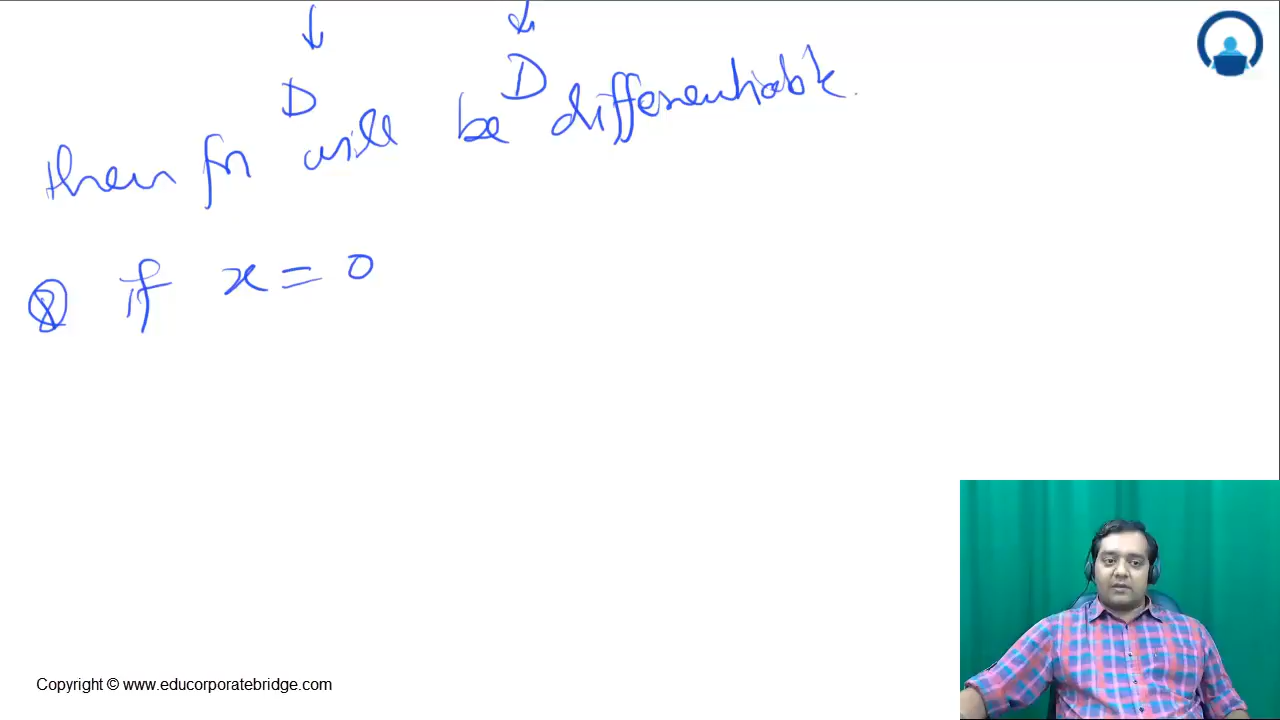 D D
then fn will be differentiable.
Q if x = 0
Copyright © www.educorporatebridge.com